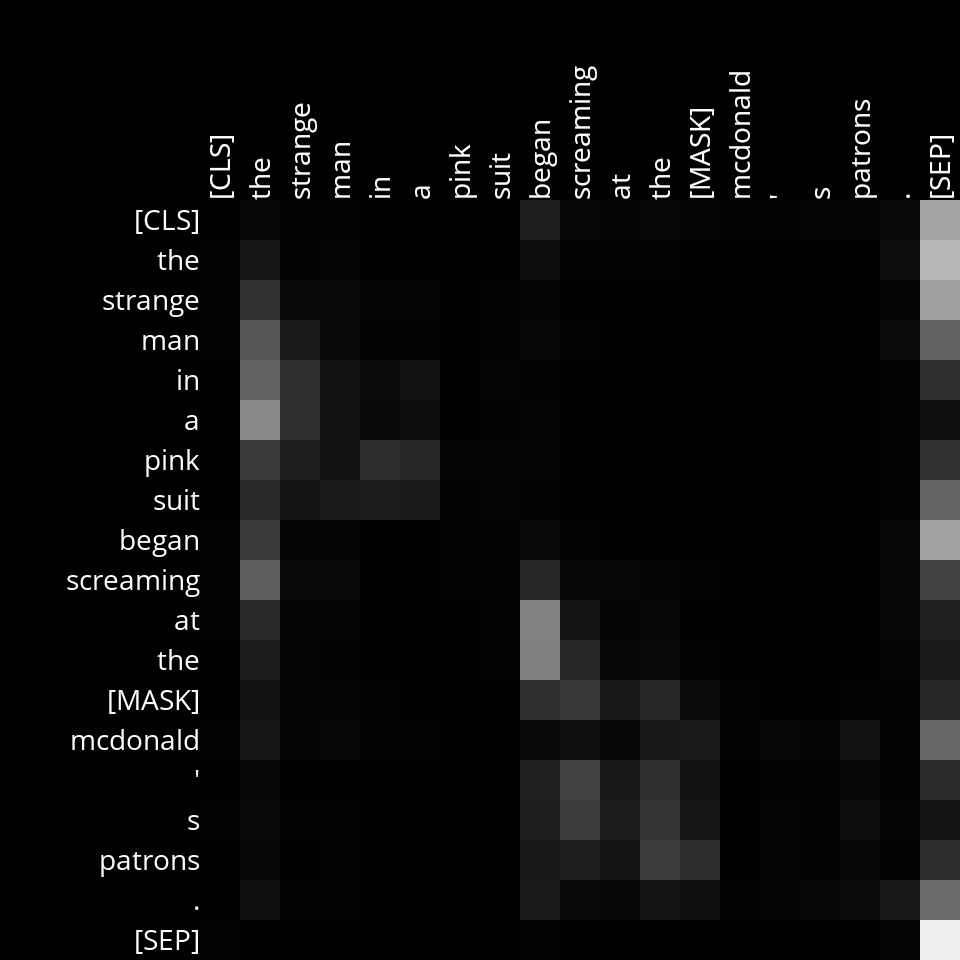 [CLS] the strange man in a pink suit began screaming at the [MASK] mcdonald ' s patrons . [SEP]
[CLS]
the
strange
man
in
a
pink
suit
began
screaming
at
the
[MASK]
mcdonald
'
s
patrons
.
[SEP]